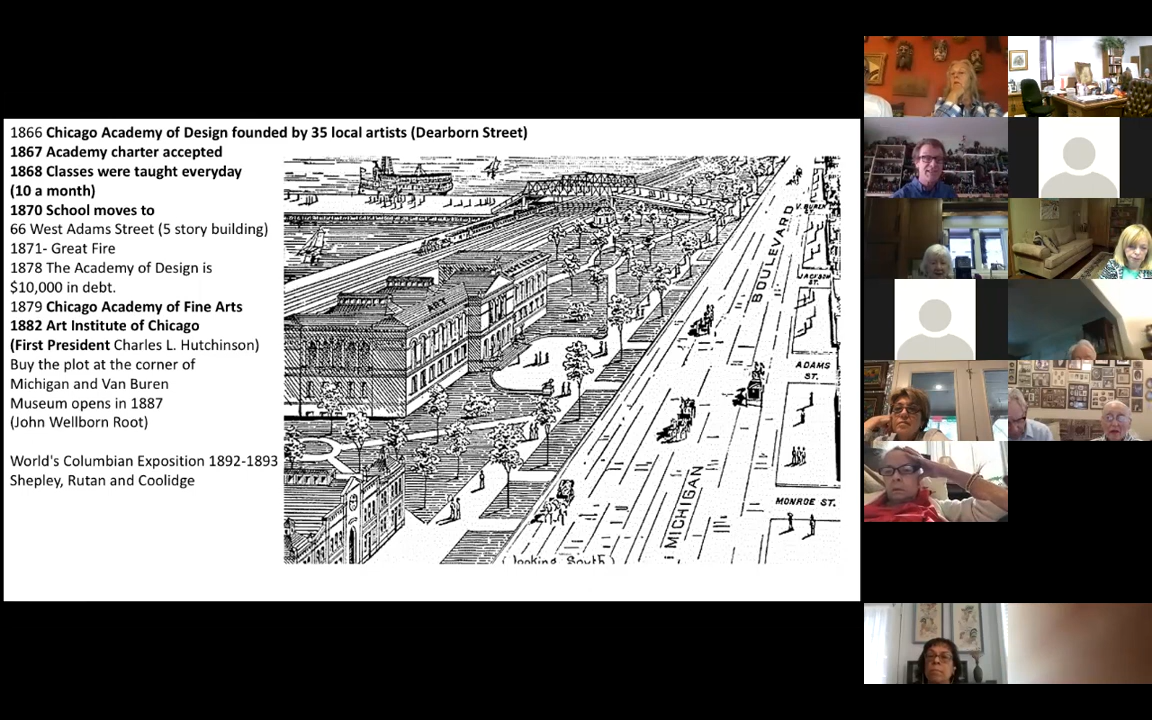 1866 Chicago Academy of Design founded by 35 local artists (Dearborn Street)
1867 Academy charter accepted
1868 Classes were taught everyday
(10 a month)
1870 School moves to
66 West Adams Street (5 story building)
1871- Great Fire
1878 The Academy of Design is
$10,000 in debt.
1879 Chicago Academy of Fine Arts
1882 Art Institute of Chicago
(First President Charles L. Hutchinson)
Buy the plot at the corner of
Michigan and Van Buren
Museum opens in 1887
(John Wellborn Root)
World's Columbian Exposition 1892-1893
Shepley, Rutan and Coolidge
ART
BOULEVARD
JACKSON
ST.
ADAMS
ST.
MONROE ST.
MICHIGAN
(looking South)